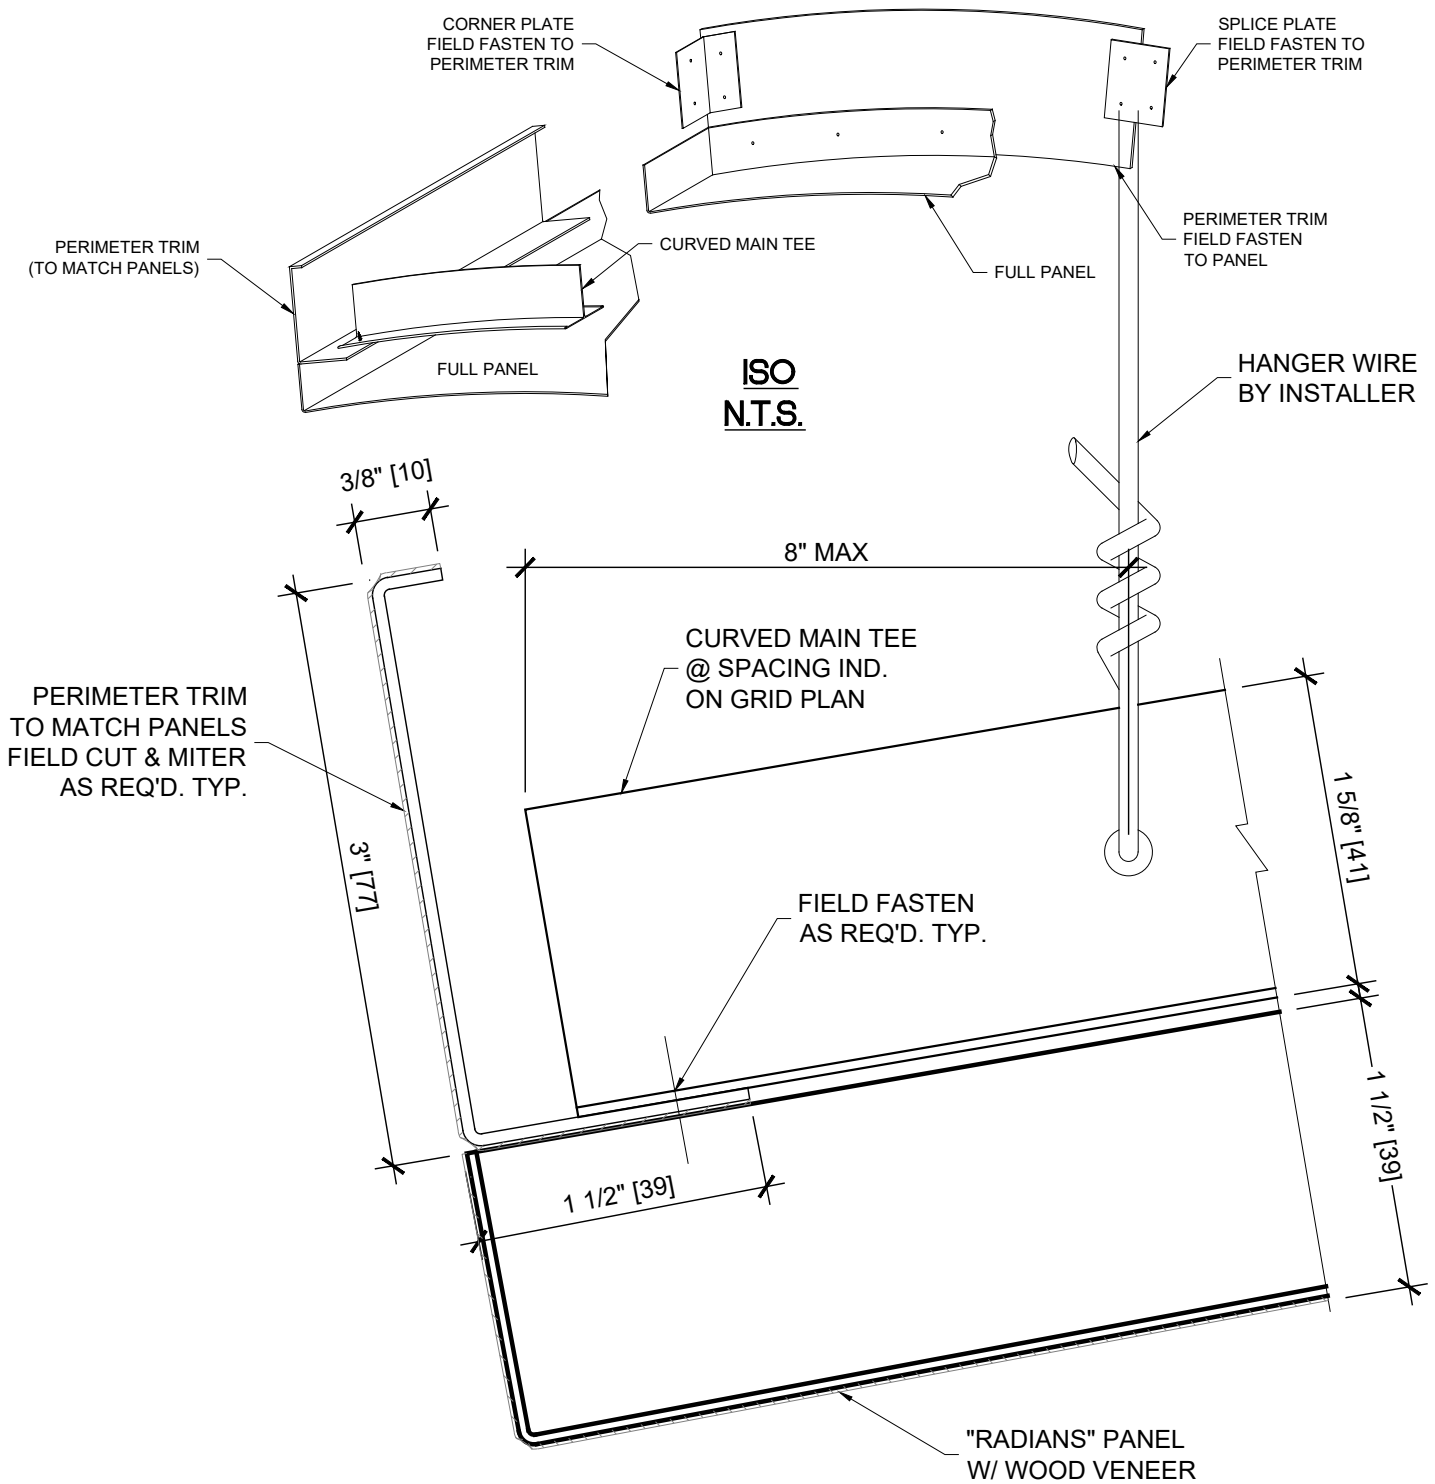 CORNER PLATE
FIELD FASTEN TO
PERIMETER TRIM
SPLICE PLATE
FIELD FASTEN TO
PERIMETER TRIM
PERIMETER TRIM
(TO MATCH PANELS)
CURVED MAIN TEE
PERIMETER TRIM
FIELD FASTEN
TO PANEL
FULL PANEL
FULL PANEL
ISO
N.T.S.
HANGER WIRE
BY INSTALLER
3/8" [10]
8" MAX
CURVED MAIN TEE
@ SPACING IND.
ON GRID PLAN
PERIMETER TRIM
TO MATCH PANELS
FIELD CUT & MITER
AS REQ'D. TYP.
3" [77]
1 5/8" [41]
FIELD FASTEN
AS REQ'D. TYP.
1 1/2" [39]
1 1/2" [39]
"RADIANS" PANEL
W/ WOOD VENEER